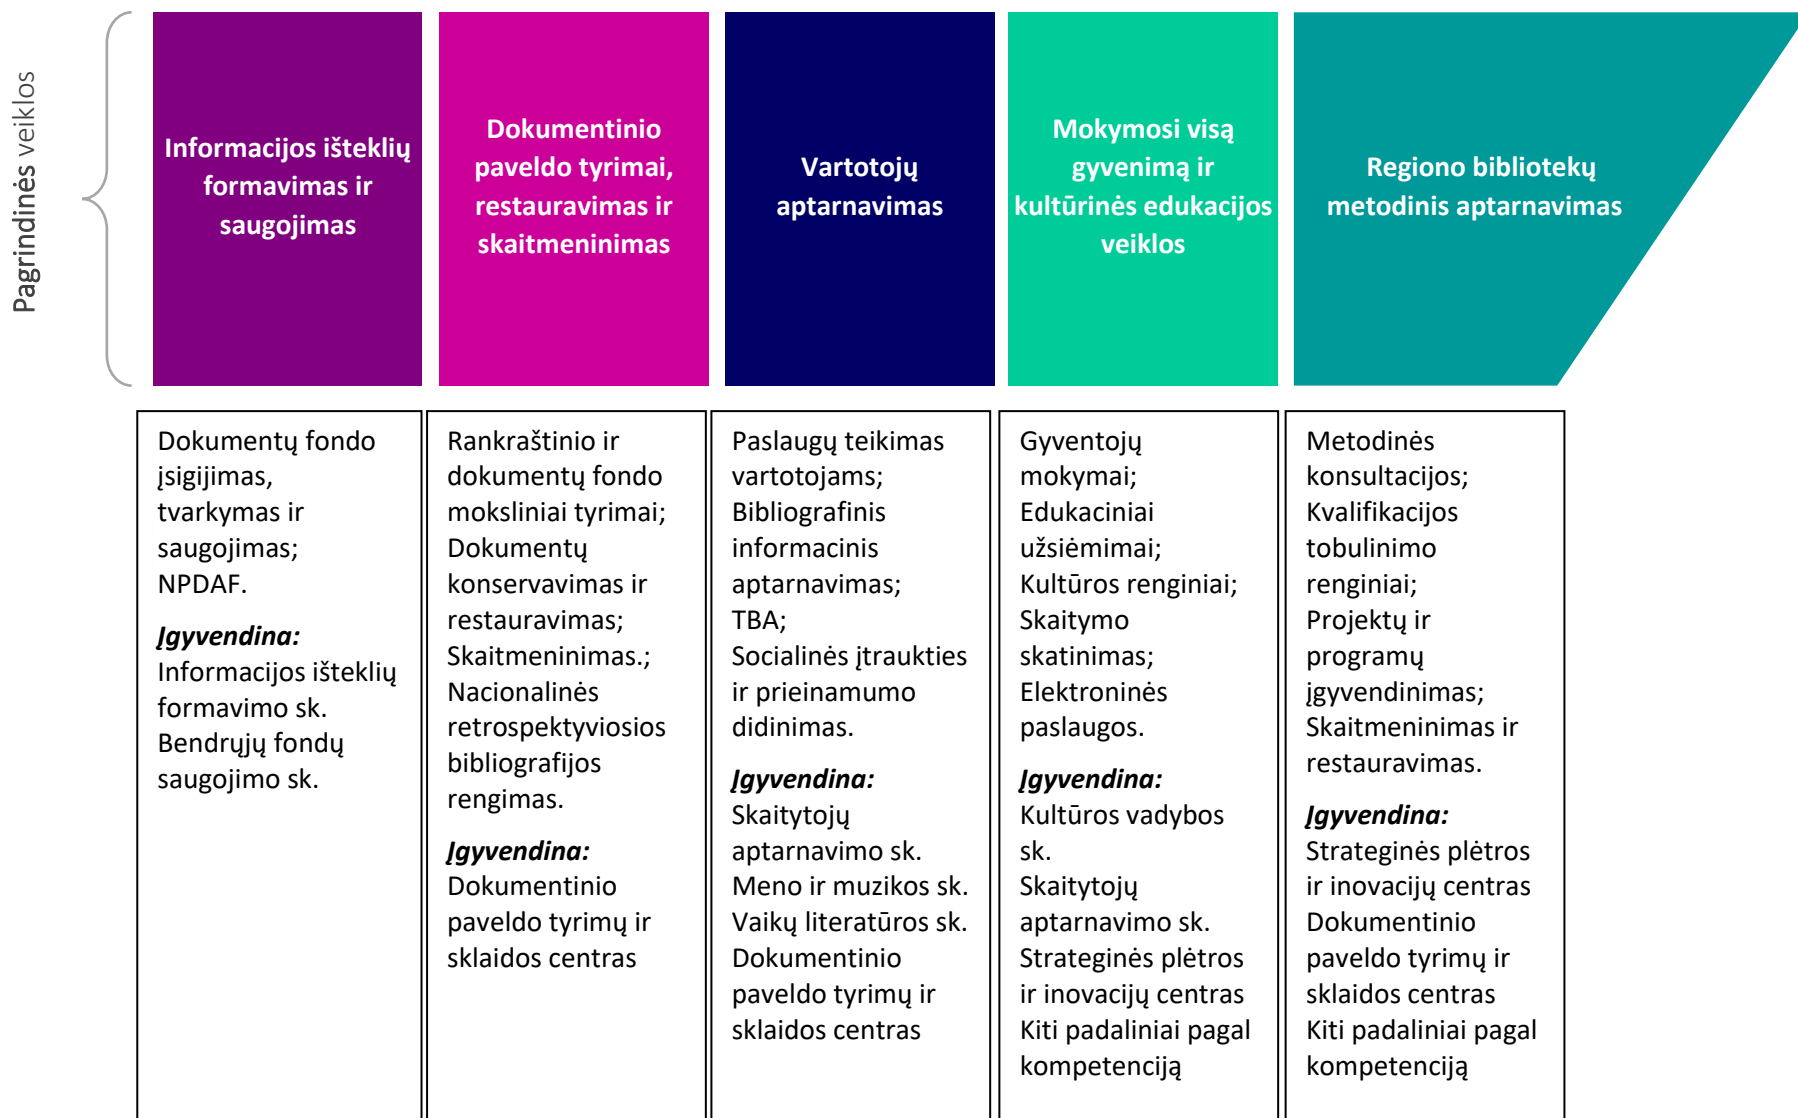 Pagrindinės veiklos
Informacijos išteklių
formavimas ir
saugojimas
Dokumentinio
paveldo tyrimai,
restauravimas ir
skaitmeninimas
Vartotojų
aptarnavimas
Mokymosi visą
gyvenimą ir
kultūrinės edukacijos
veiklos
Regiono bibliotekų
metodinis aptarnavimas
Dokumentų fondo
įsigijimas,
tvarkymas ir
saugojimas;
NPDAF.
Įgyvendina:
Informacijos išteklių
formavimo sk.
Bendrųjų fondų
saugojimo sk.
Rankraštinio ir
dokumentų fondo
moksliniai tyrimai;
Dokumentų
konservavimas ir
restauravimas;
Skaitmeninimas.;
Nacionalinės
retrospektyviosios
bibliografijos
rengimas.
Įgyvendina:
Dokumentinio
paveldo tyrimų ir
sklaidos centras
Paslaugų teikimas
vartotojams;
Bibliografinis
informacinis
aptarnavimas;
TBA;
Socialinės įtraukties
ir prieinamumo
didinimas.
Įgyvendina:
Skaitytojų
aptarnavimo sk.
Meno ir muzikos sk.
Vaikų literatūros sk.
Dokumentinio
paveldo tyrimų ir
sklaidos centras
Gyventojų
mokymai;
Edukaciniai
užsiėmimai;
Kultūros renginiai;
Skaitymo
skatinimas;
Elektroninės
paslaugos.
Įgyvendina:
Kultūros vadybos
sk.
Skaitytojų
aptarnavimo sk.
Strateginės plėtros
ir inovacijų centras
Kiti padaliniai pagal
kompetenciją
Metodinės
konsultacijos;
Kvalifikacijos
tobulinimo
renginiai;
Projektų ir
programų
įgyvendinimas;
Skaitmeninimas ir
restauravimas.
Įgyvendina:
Strateginės plėtros
ir inovacijų centras
Dokumentinio
paveldo tyrimų ir
sklaidos centras
Kiti padaliniai pagal
kompetenciją